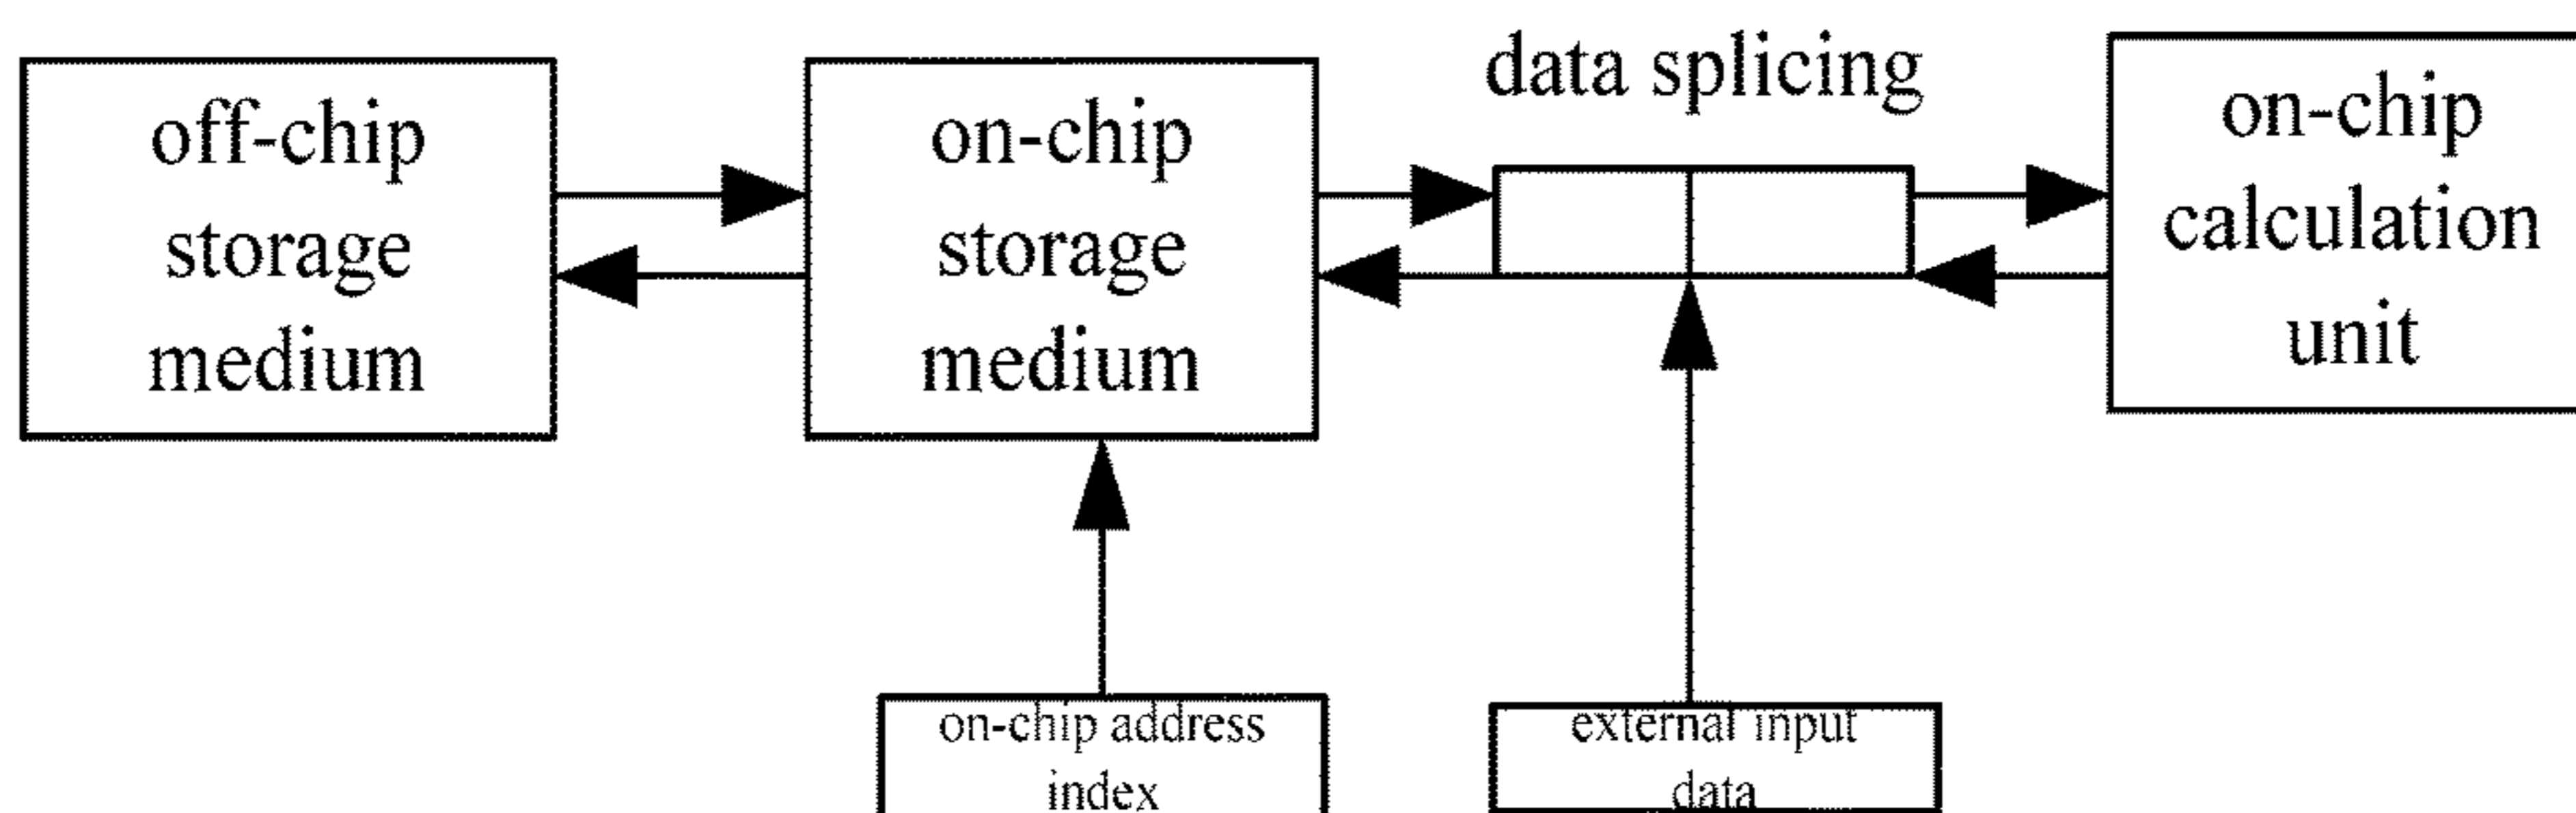 off-chip
storage
medium
on-chip
storage
medium
data splicing
on-chip
calculation
unit
on-chip address
index
external input
data